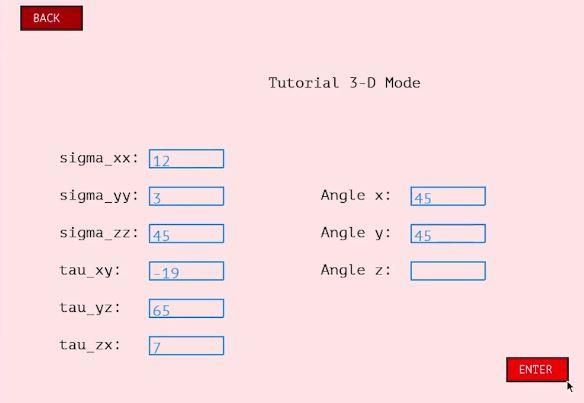 BACK
Tutorial 3-D Mode
sigma_xx: 12
sigma_yy: 3 Angle x: 45
sigma_zz: 45 Angle y: 45
tau_xy: -19 Angle z:
tau_yz: 65
tau_zx: 7
ENTER